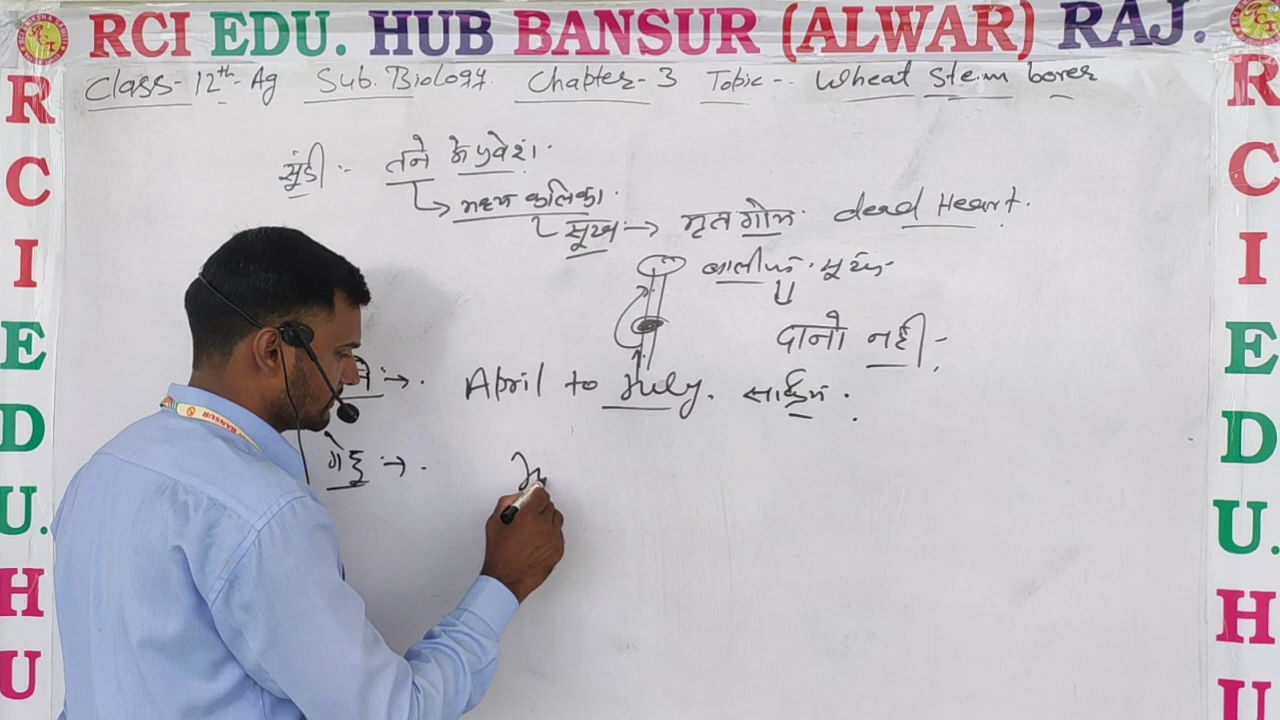 RCI EDU. HUB BANSUR (ALWAR) RAJ.
Class-12th-Ag Sub. Biology. Chapter-3 Topic-- Wheat stem borer
सूंडी :- तने मे प्रवेश.
मध्य कलिका.
सूख → मृत गोभ dead Heart.
बालीयां.
दानो नही -
→. April to July.
गेहूं :→.
R
C
I
E
D
U.
H
U
R
C
I
E
D
U.
H
U